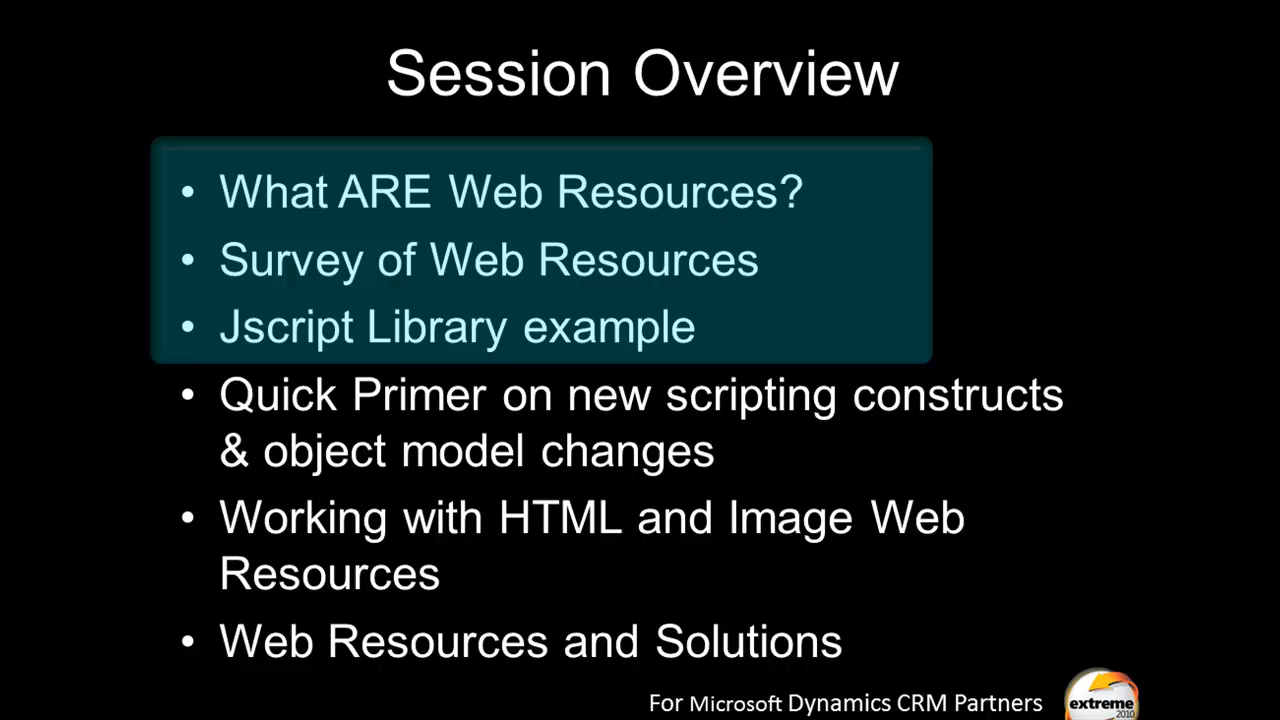 Session Overview
• What ARE Web Resources?
• Survey of Web Resources
• Jscript Library example
• Quick Primer on new scripting constructs
& object model changes
• Working with HTML and Image Web
Resources
• Web Resources and Solutions
For Microsoft Dynamics CRM Partners
extreme
2010